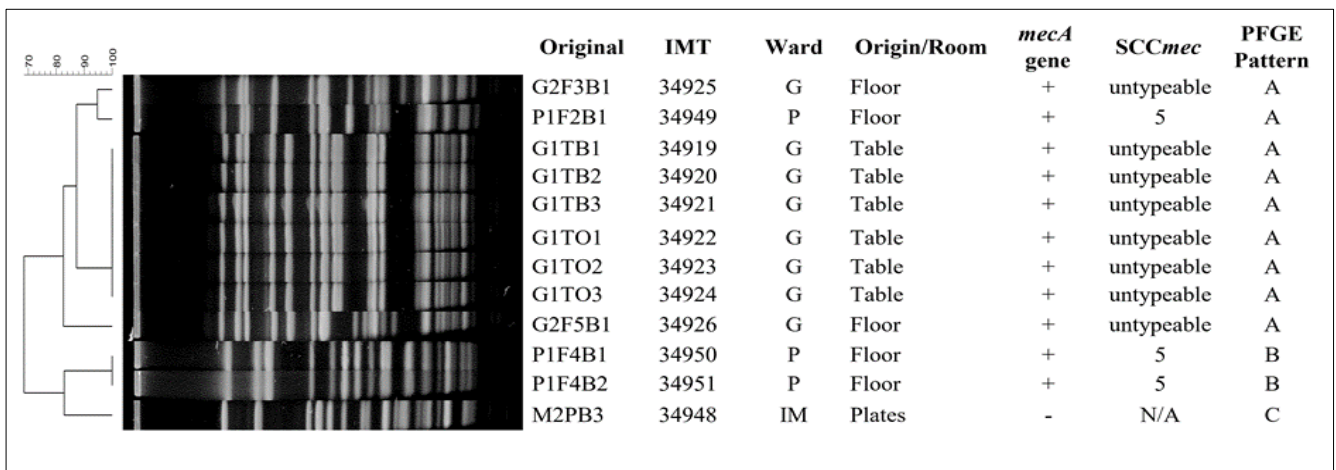 Original IMT Ward Origin/Room mecA gene SCCmec PFGE Pattern
70 80 90 100
G2F3B1 34925 G Floor + untypeable A
P1F2B1 34949 P Floor + 5 A
G1TB1 34919 G Table + untypeable A
G1TB2 34920 G Table + untypeable A
G1TB3 34921 G Table + untypeable A
G1TO1 34922 G Table + untypeable A
G1TO2 34923 G Table + untypeable A
G1TO3 34924 G Table + untypeable A
G2F5B1 34926 G Floor + untypeable A
P1F4B1 34950 P Floor + 5 B
P1F4B2 34951 P Floor + 5 B
M2PB3 34948 IM Plates - N/A C